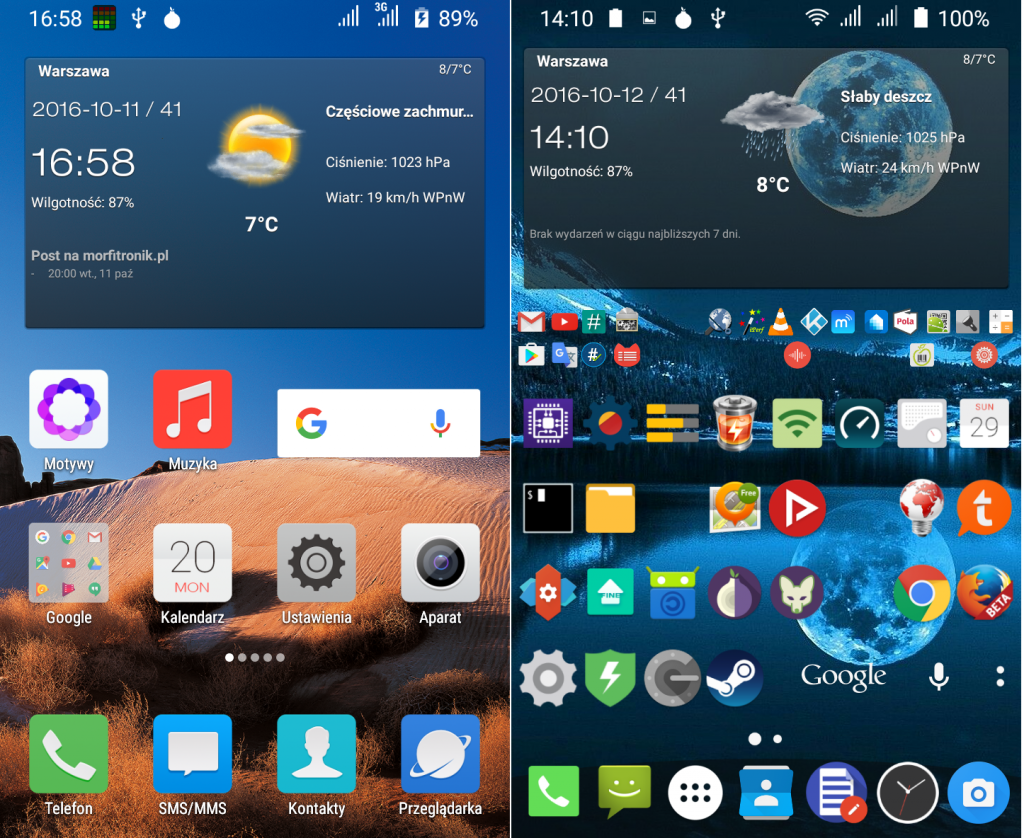 16:58
3G
89%
Warszawa
8/7°C
2016-10-11 / 41
Częściowe zachmur...
16:58
Ciśnienie: 1023 hPa
Wilgotność: 87%
Wiatr: 19 km/h WPnW
7°C
Post na morfitronik.pl
- 20:00 wt., 11 paź
Motywy
Muzyka
G
20
MON
Google
Kalendarz
Ustawienia
Aparat
Telefon
SMS/MMS
Kontakty
Przeglądarka
14:10
100%
Warszawa
8/7°C
2016-10-12 / 41
Słaby deszcz
14:10
Ciśnienie: 1025 hPa
Wilgotność: 87%
Wiatr: 24 km/h WPnW
8°C
Brak wydarzeń w ciągu najbliższych 7 dni.
#
m
Pola
#
SUN
29
$
Free
t
FINE
BETA
Google